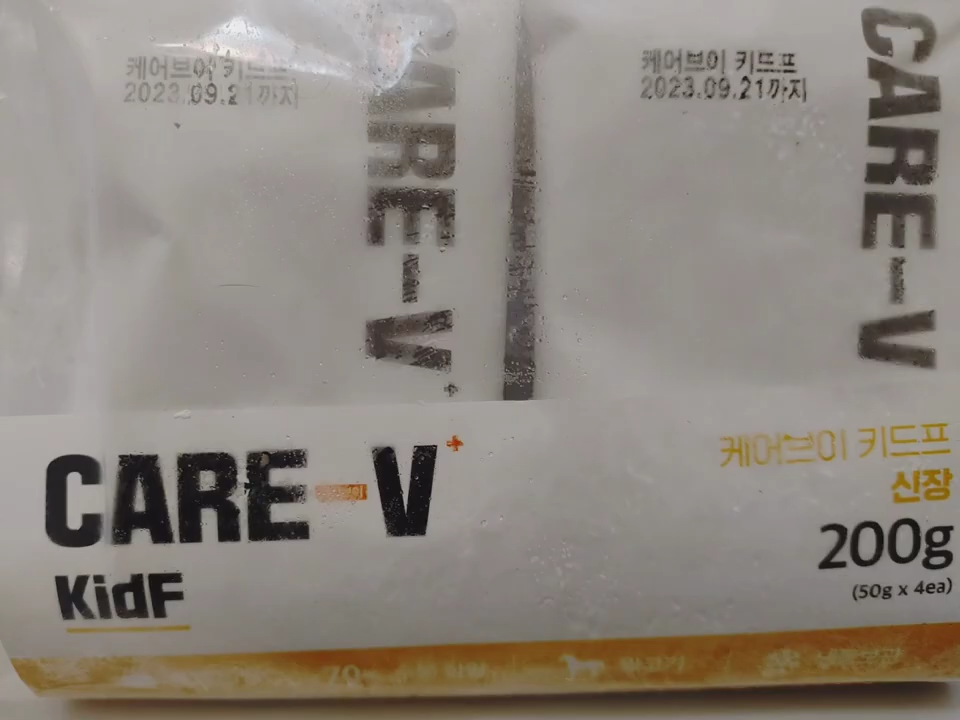 케어브이 키드프
2023.09.21까지
케어브이 키드프
2023.09.21까지
CARE-V
CARE-V
CARE-V
케어브이 키드프
신장
200g
KidF
(50g x 4ea)